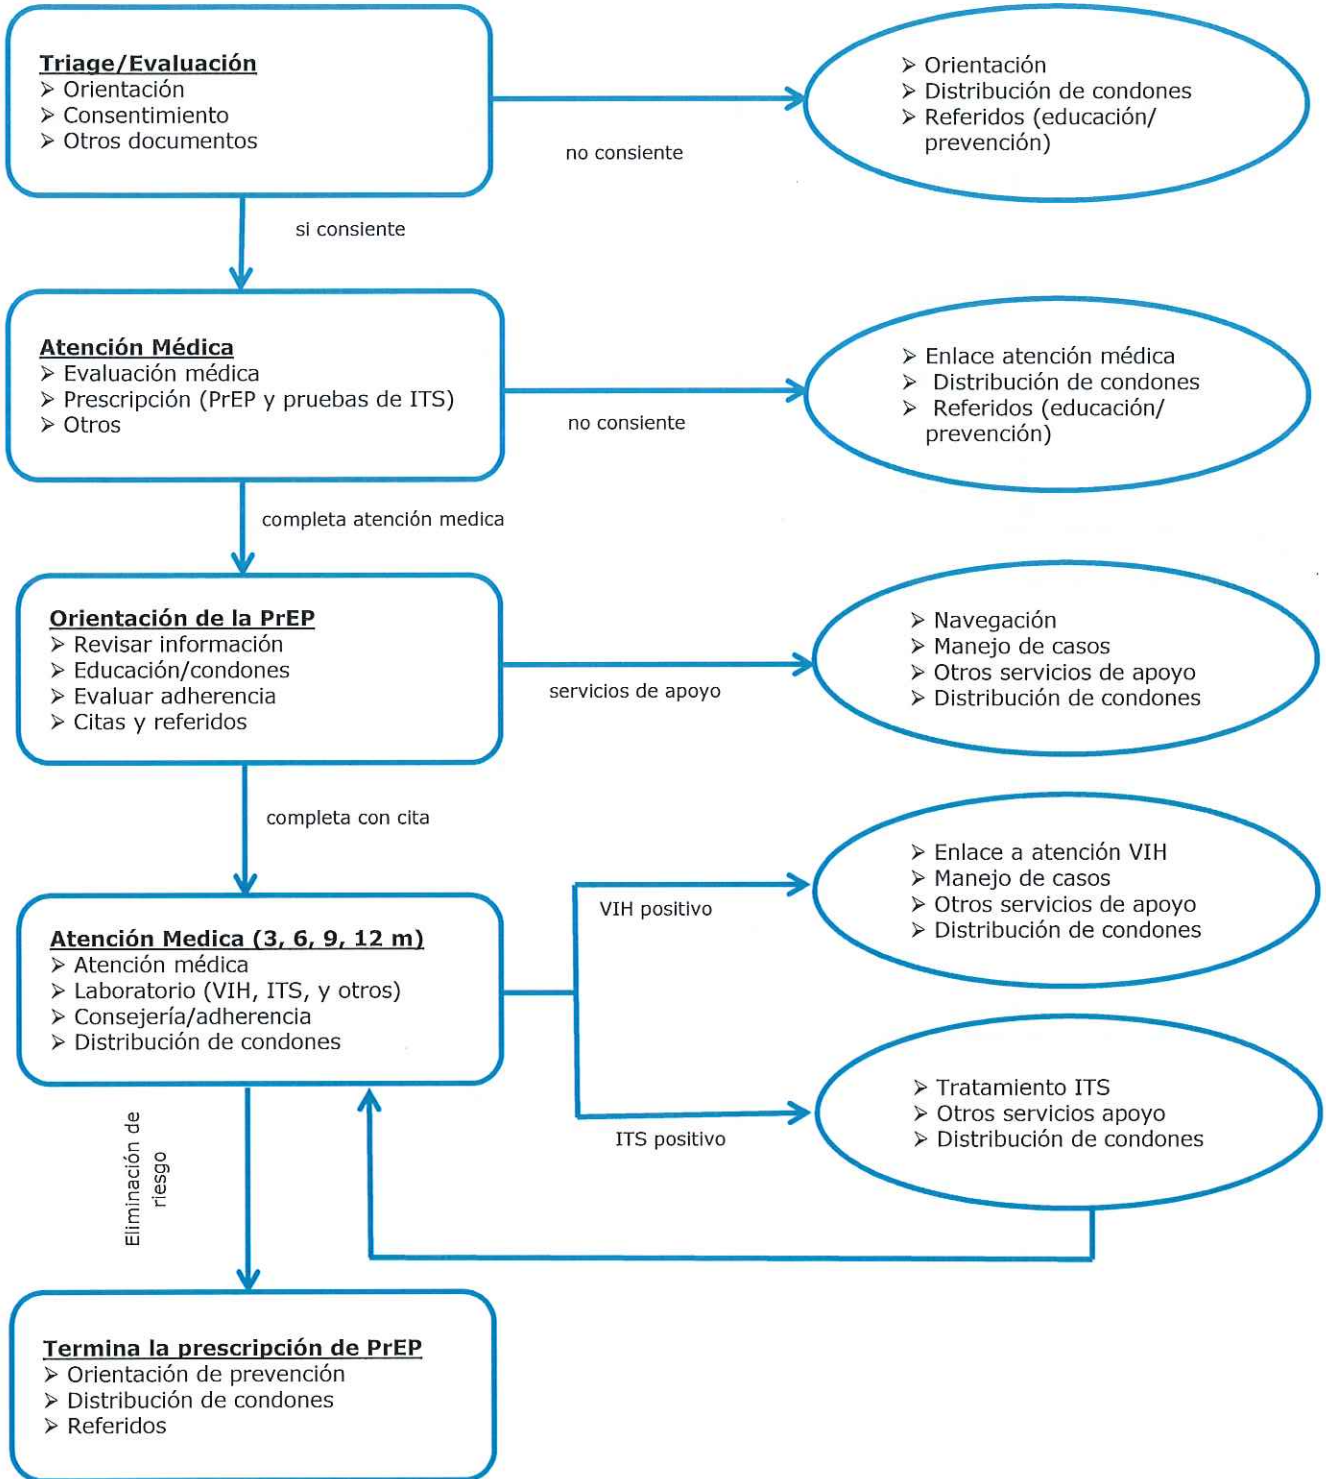 Triage/Evaluación
➢ Orientación
➢ Consentimiento
➢ Otros documentos
no consiente
➢ Orientación
➢ Distribución de condones
➢ Referidos (educación/
prevención)
si consiente
Atención Médica
➢ Evaluación médica
➢ Prescripción (PrEP y pruebas de ITS)
➢ Otros
no consiente
➢ Enlace atención médica
➢ Distribución de condones
➢ Referidos (educación/
prevención)
completa atención medica
Orientación de la PrEP
➢ Revisar información
➢ Educación/condones
➢ Evaluar adherencia
➢ Citas y referidos
servicios de apoyo
➢ Navegación
➢ Manejo de casos
➢ Otros servicios de apoyo
➢ Distribución de condones
completa con cita
Atención Medica (3, 6, 9, 12 m)
➢ Atención médica
➢ Laboratorio (VIH, ITS, y otros)
➢ Consejería/adherencia
➢ Distribución de condones
VIH positivo
➢ Enlace a atención VIH
➢ Manejo de casos
➢ Otros servicios de apoyo
➢ Distribución de condones
ITS positivo
➢ Tratamiento ITS
➢ Otros servicios apoyo
➢ Distribución de condones
Eliminación de
riesgo
Termina la prescripción de PrEP
➢ Orientación de prevención
➢ Distribución de condones
➢ Referidos